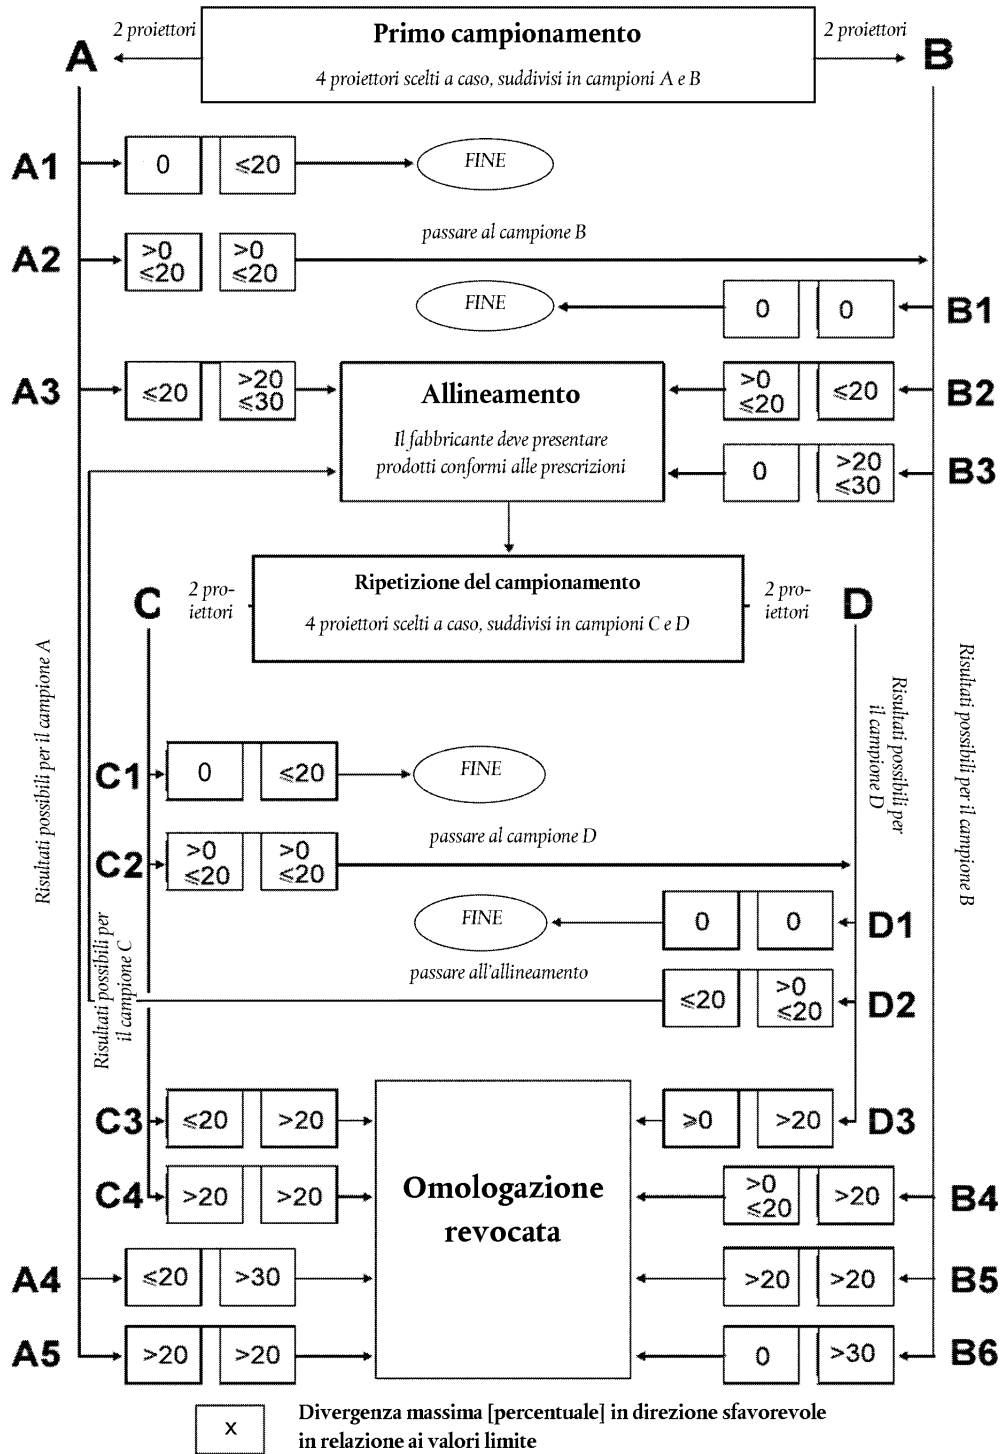 2 proiettori
Primo campionamento
2 proiettori
A
B
4 proiettori scelti a caso, suddivisi in campioni A e B
A1
0
≤20
FINE
A2
>0
≤20
>0
≤20
passare al campione B
FINE
0
0
B1
A3
≤20
>20
≤30
Allineamento
Il fabbricante deve presentare
prodotti conformi alle prescrizioni
>0
≤20
≤20
B2
0
>20
≤30
B3
C
2 pro-
iettori
Ripetizione del campionamento
4 proiettori scelti a caso, suddivisi in campioni C e D
2 pro-
iettori
D
Risultati possibili per il campione A
Risultati possibili per
il campione D
Risultati possibili per il campione B
C1
0
≤20
FINE
C2
>0
≤20
>0
≤20
passare al campione D
FINE
0
0
D1
Risultati possibili per
il campione C
passare all'allineamento
≤20
>0
≤20
D2
C3
≤20
>20
≥0
>20
D3
C4
>20
>20
Omologazione
revocata
>0
≤20
>20
B4
A4
≤20
>30
>20
>20
B5
A5
>20
>20
0
>30
B6
x
Divergenza massima [percentuale] in direzione sfavorevole
in relazione ai valori limite